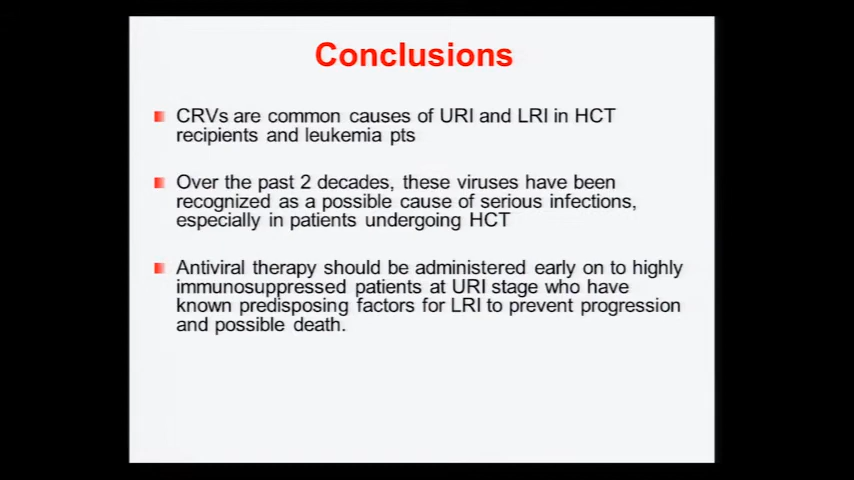 Conclusions
CRVs are common causes of URI and LRI in HCT
recipients and leukemia pts
Over the past 2 decades, these viruses have been
recognized as a possible cause of serious infections,
especially in patients undergoing HCT
Antiviral therapy should be administered early on to highly
immunosuppressed patients at URI stage who have
known predisposing factors for LRI to prevent progression
and possible death.